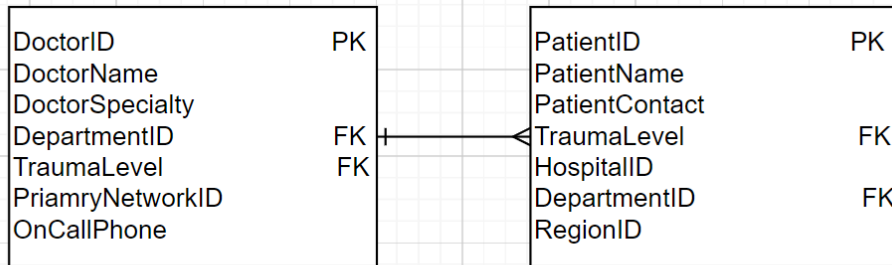 DoctorID PK
DoctorName
DoctorSpecialty
DepartmentID FK
TraumaLevel FK
PriamryNetworkID
OnCallPhone
PatientID PK
PatientName
PatientContact
TraumaLevel FK
HospitalID
DepartmentID FK
RegionID